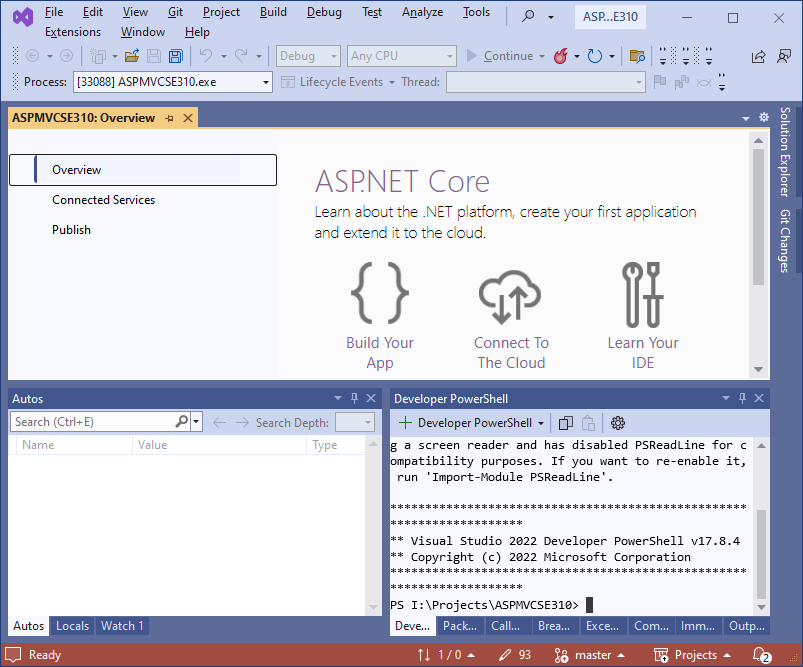 File Edit View Git Project Build Debug Test Analyze Tools
ASP...E310
Extensions Window Help
Debug Any CPU Continue
Process: [33088] ASPMVCSE310.exe Lifecycle Events Thread:
ASPMVCSE310: Overview
Overview
Connected Services
Publish
ASP.NET Core
Learn about the .NET platform, create your first application
and extend it to the cloud.
Build Your
App
Connect To
The Cloud
Learn Your
IDE
Solution Explorer
Git Changes
Autos
Search (Ctrl+E) Search Depth:
Name Value Type
Autos Locals Watch 1
Developer PowerShell
Developer PowerShell
g a screen reader and has disabled PSReadLine for c
ompatibility purposes. If you want to re-enable it,
run 'Import-Module PSReadLine'.
***************************************************
*******************
** Visual Studio 2022 Developer PowerShell v17.8.4
** Copyright (c) 2022 Microsoft Corporation
***************************************************
*******************
PS I:\Projects\ASPMVCSE310>
Deve... Pack... Call... Brea... Exce... Com... Imm... Outp...
Ready 1 / 0 93 master Projects 2